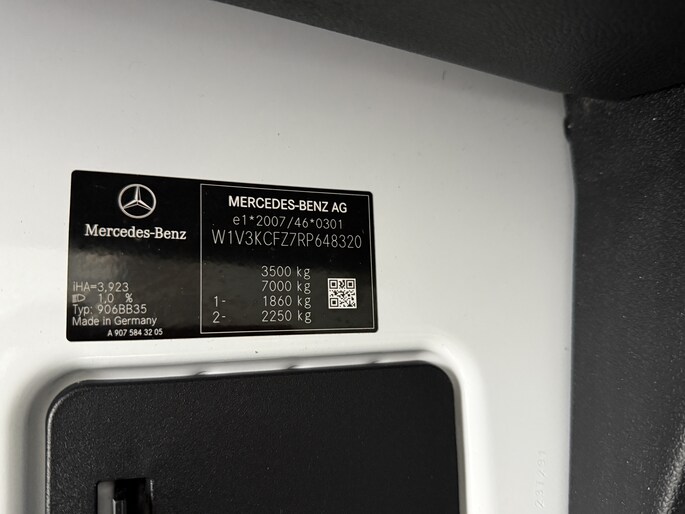 Mercedes-Benz
iHA=3,923
1,0 %
Typ: 906BB35
Made in Germany
A 907 584 32 05
MERCEDES-BENZ AG
e1*2007/46*0301
W1V3KCFZ7RP648320
3500 kg
7000 kg
1- 1860 kg
2- 2250 kg